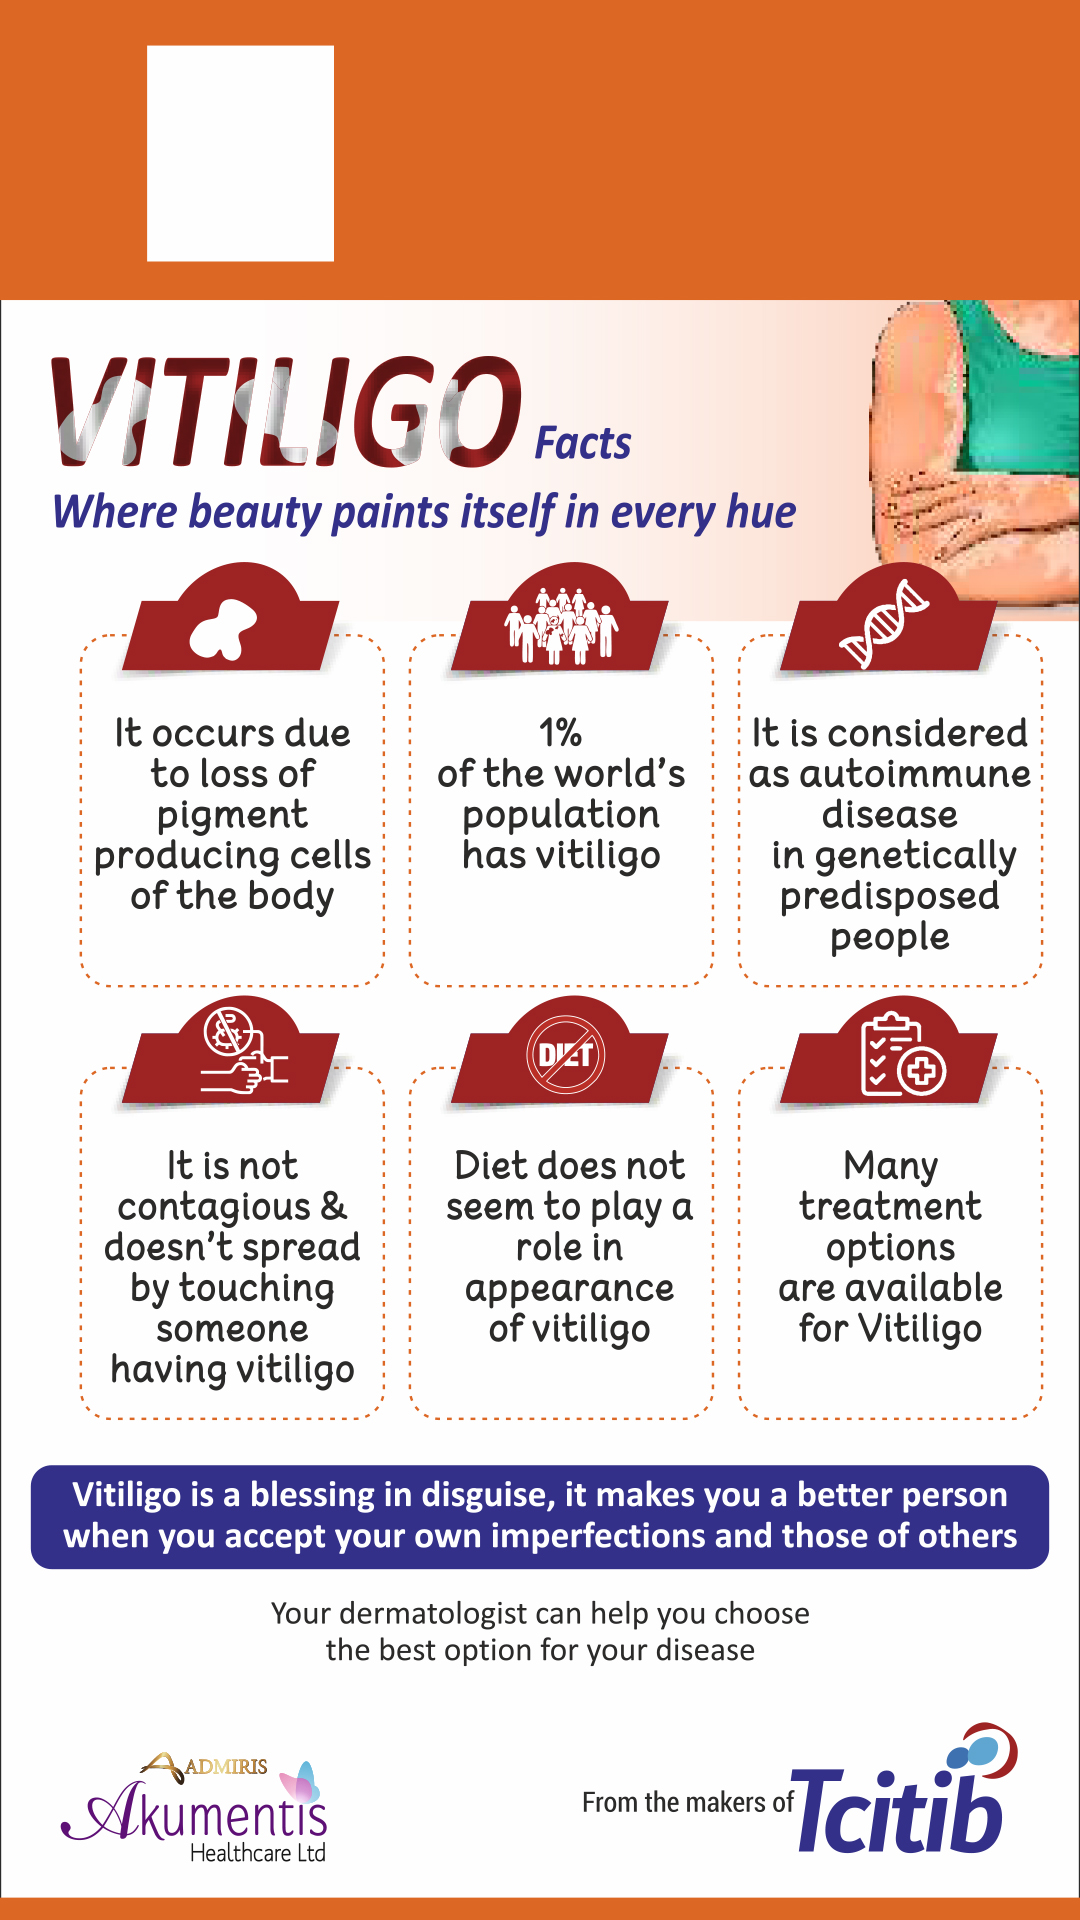 VITILIGO Facts
Where beauty paints itself in every hue
It occurs due
to loss of
pigment
producing cells
of the body
1%
of the world's
population
has vitiligo
It is considered
as autoimmune
disease
in genetically
predisposed
people
DIET
It is not
contagious &
doesn't spread
by touching
someone
having vitiligo
Diet does not
seem to play a
role in
appearance
of vitiligo
Many
treatment
options
are available
for Vitiligo
Vitiligo is a blessing in disguise, it makes you a better person
when you accept your own imperfections and those of others
Your dermatologist can help you choose
the best option for your disease
ADMIRIS
Akumentis
Healthcare Ltd
From the makers of Tcitib